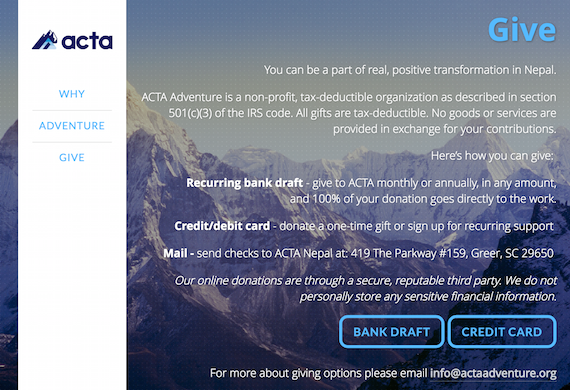 acta
WHY
ADVENTURE
GIVE
Give
You can be a part of real, positive transformation in Nepal.
ACTA Adventure is a non-profit, tax-deductible organization as described in section
501(c)(3) of the IRS code. All gifts are tax-deductible. No goods or services are
provided in exchange for your contributions.
Here's how you can give:
Recurring bank draft - give to ACTA monthly or annually, in any amount,
and 100% of your donation goes directly to the work.
Credit/debit card - donate a one-time gift or sign up for recurring support
Mail - send checks to ACTA Nepal at: 419 The Parkway #159, Greer, SC 29650
Our online donations are through a secure, reputable third party. We do not
personally store any sensitive financial information.
BANK DRAFT CREDIT CARD
For more about giving options please email info@actaadventure.org